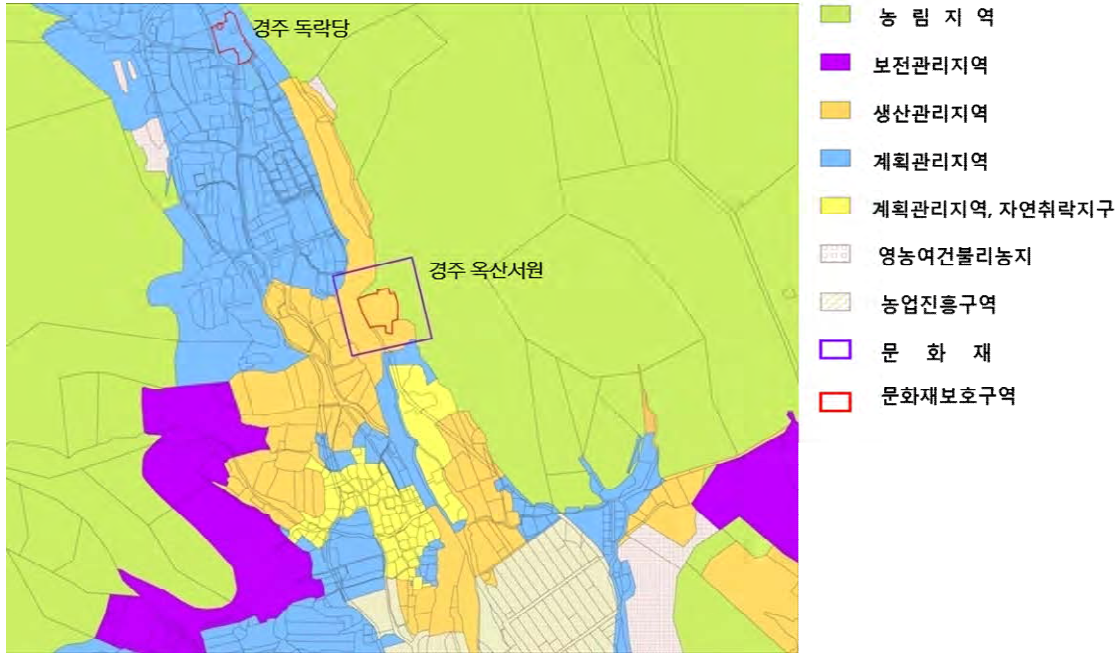 경주 독락당
경주 옥산서원
농 림 지 역
보전관리지역
생산관리지역
계획관리지역
계획관리지역, 자연취락지구
영농여건불리농지
농업진흥구역
문 화 재
문화재보호구역